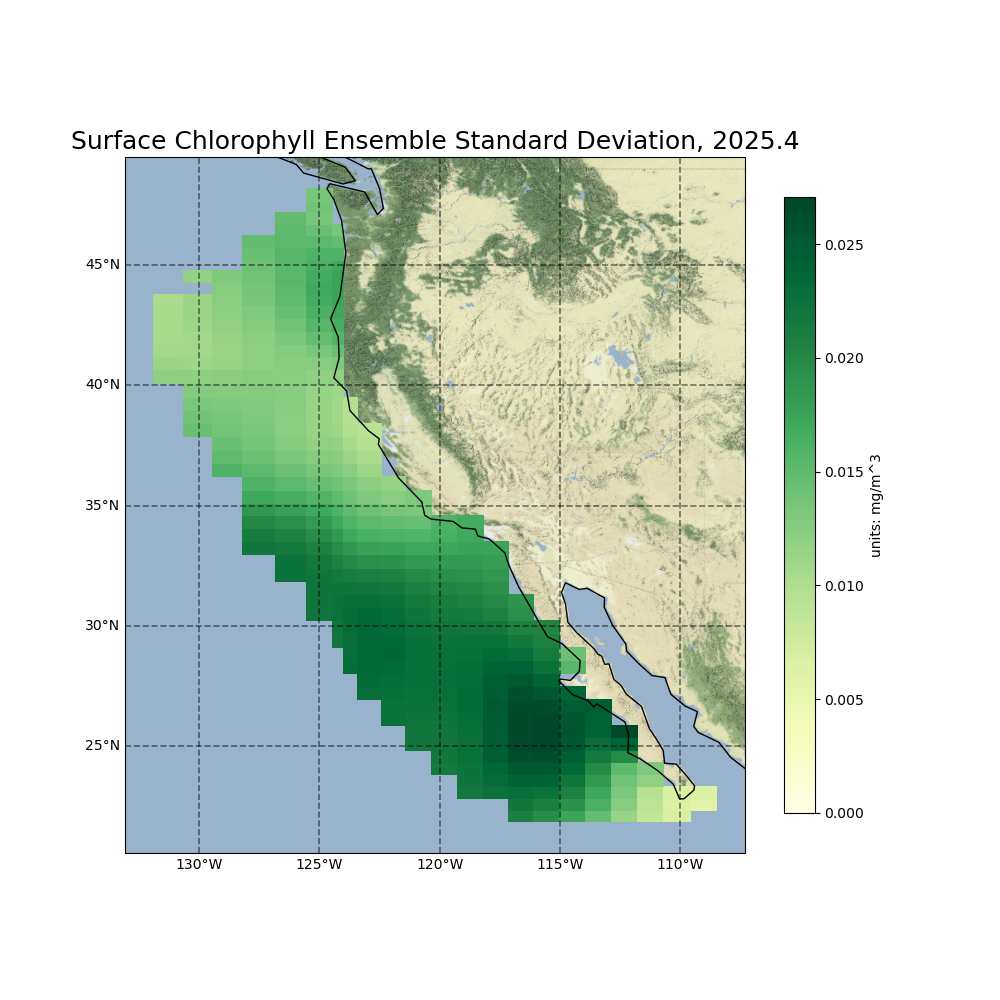 Surface Chlorophyll Ensemble Standard Deviation, 2025.4
45°N
40°N
35°N
30°N
25°N
130°W
125°W
120°W
115°W
110°W
0.025
0.020
0.015
0.010
0.005
0.000
units: mg/m^3